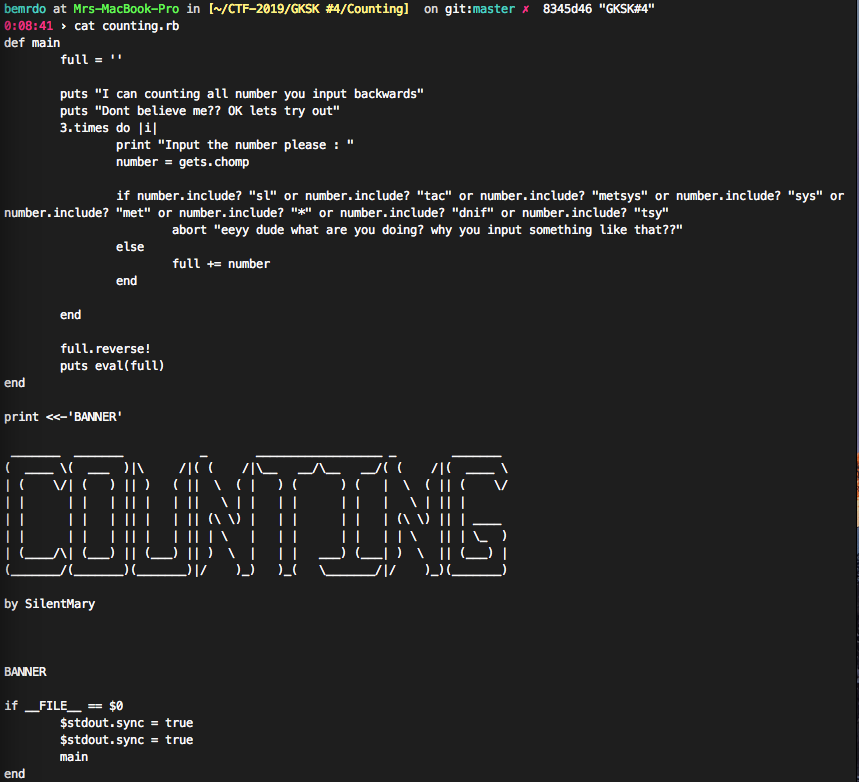 bemrdo at Mrs-MacBook-Pro in [~/CTF-2019/GKSK #4/Counting]  on git:master ✗  8345d46 "GKSK#4"
0:08:41 › cat counting.rb
def main
        full = ''

        puts "I can counting all number you input backwards"
        puts "Dont believe me?? OK lets try out"
        3.times do |i|
                print "Input the number please : "
                number = gets.chomp

                if number.include? "sl" or number.include? "tac" or number.include? "metsys" or number.include? "sys" or
number.include? "met" or number.include? "*" or number.include? "dnif" or number.include? "tsy"
                        abort "eeyy dude what are you doing? why you input something like that??"
                else
                        full += number
                end

        end

        full.reverse!
        puts eval(full)
end

print <<-'BANNER'

 _______  _______           _       _________________ _        _______
(  ____ \(  ___  )|\     /|( (    /|\__   __/\__   __/( (    /|(  ____ \
| (    \/| (   ) || )   ( ||  \  ( |   ) (      ) (   |  \  ( || (    \/
| |      | |   | || |   | ||   \ | |   | |      | |   |   \ | || |
| |      | |   | || |   | || (\ \) |   | |      | |   | (\ \) || | ____
| |      | |   | || |   | || | \   |   | |      | |   | | \   || | \_  )
| (____/\| (___) || (___) || )  \  |   | |   ___) (___| )  \  || (___) |
(_______/(_______)(_______)|/    )_)   )_(   \_______/|/    )_)(_______)

by SilentMary



BANNER

if __FILE__ == $0
        $stdout.sync = true
        $stdout.sync = true
        main
end